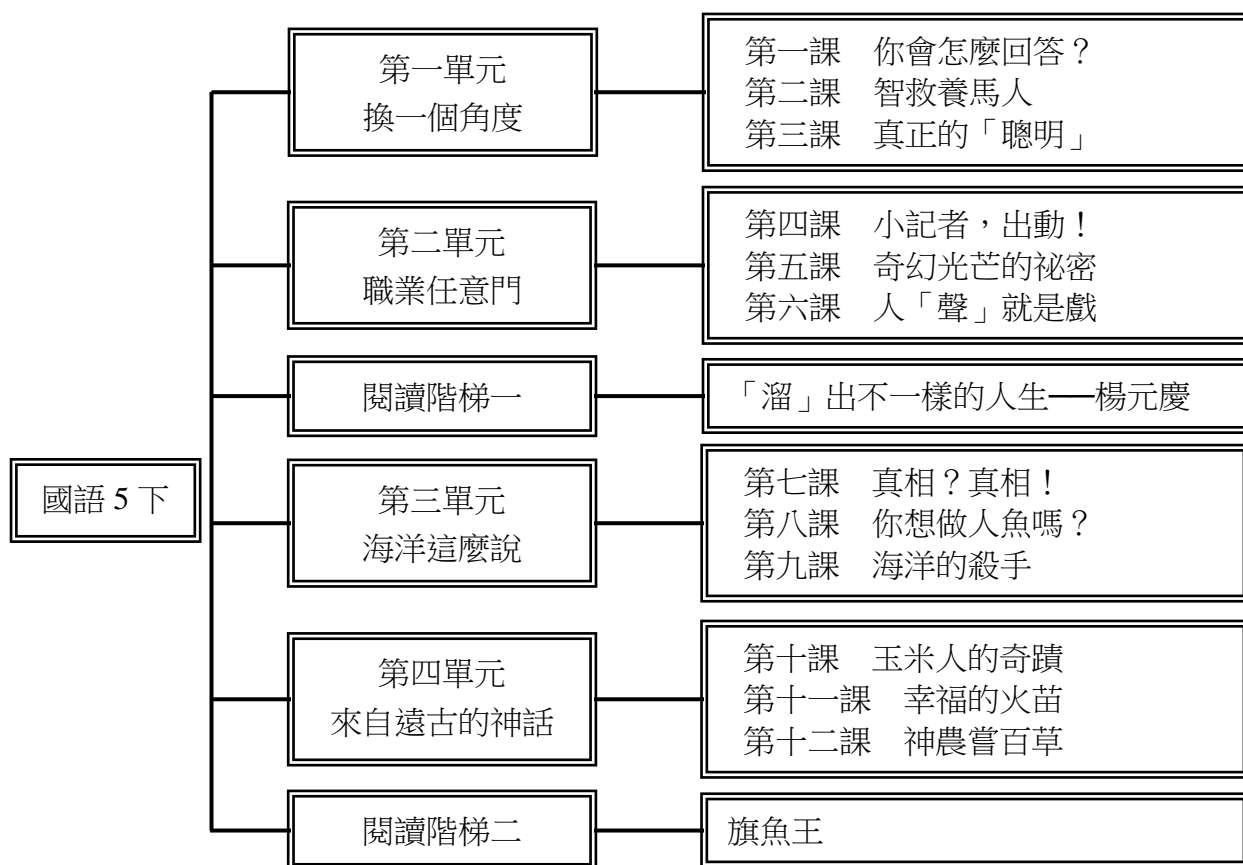 國語 5 下
第一單元
換一個角度
第一課　你會怎麼回答？
第二課　智救養馬人
第三課　真正的「聰明」
第二單元
職業任意門
第四課　小記者，出動！
第五課　奇幻光芒的祕密
第六課　人「聲」就是戲
閱讀階梯一
「溜」出不一樣的人生──楊元慶
第三單元
海洋這麼說
第七課　真相？真相！
第八課　你想做人魚嗎？
第九課　海洋的殺手
第四單元
來自遠古的神話
第十課　玉米人的奇蹟
第十一課　幸福的火苗
第十二課　神農嘗百草
閱讀階梯二
旗魚王